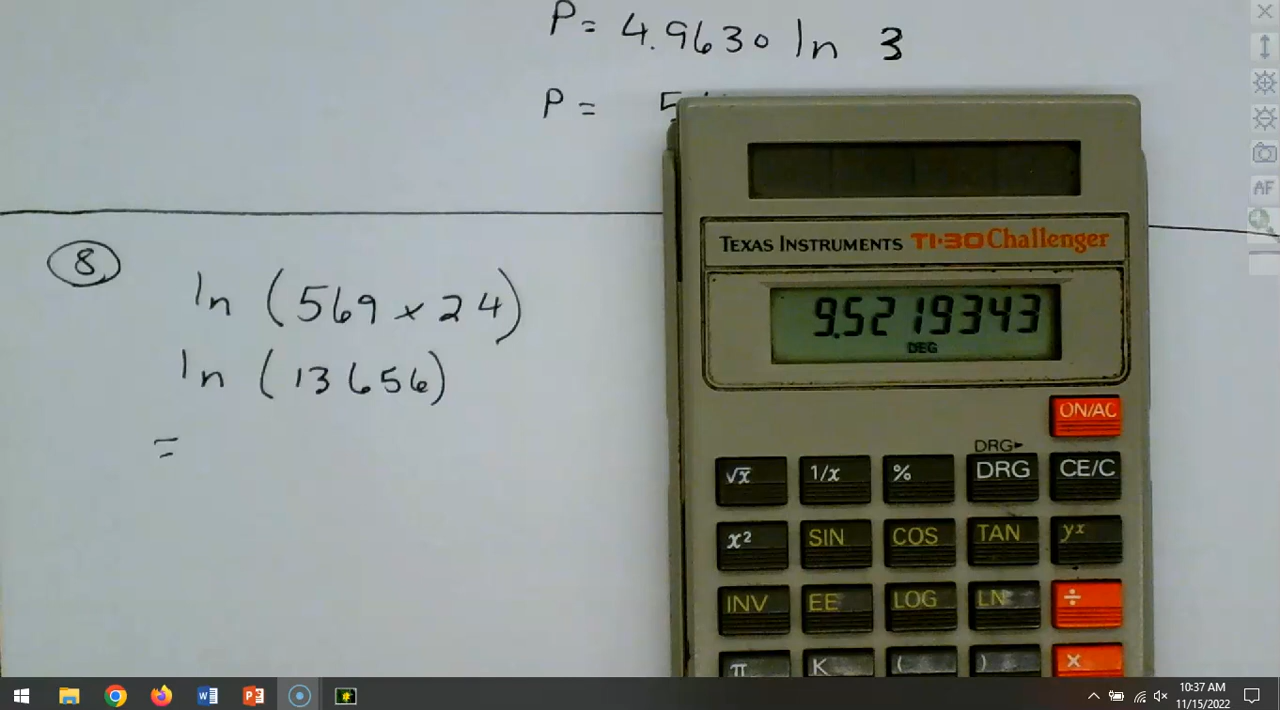 P= 4.9630 ln 3
P =
8
ln (569 × 24)
ln (13656)
=
TEXAS INSTRUMENTS TI-30 Challenger
9.5219343
DEG
ON/AC
DRG►
√x 1/x % DRG CE/C
x² SIN COS TAN yx
INV EE LOG LN ÷
π K ( ) ×
AF
10:37 AM
11/15/2022